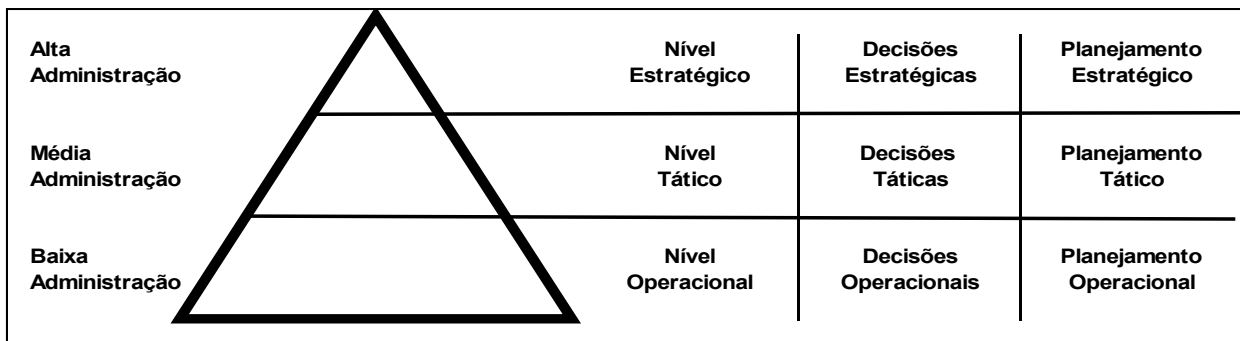 Alta
Administração
Nível
Estratégico
Decisões
Estratégicas
Planejamento
Estratégico
Média
Administração
Nível
Tático
Decisões
Táticas
Planejamento
Tático
Baixa
Administração
Nível
Operacional
Decisões
Operacionais
Planejamento
Operacional